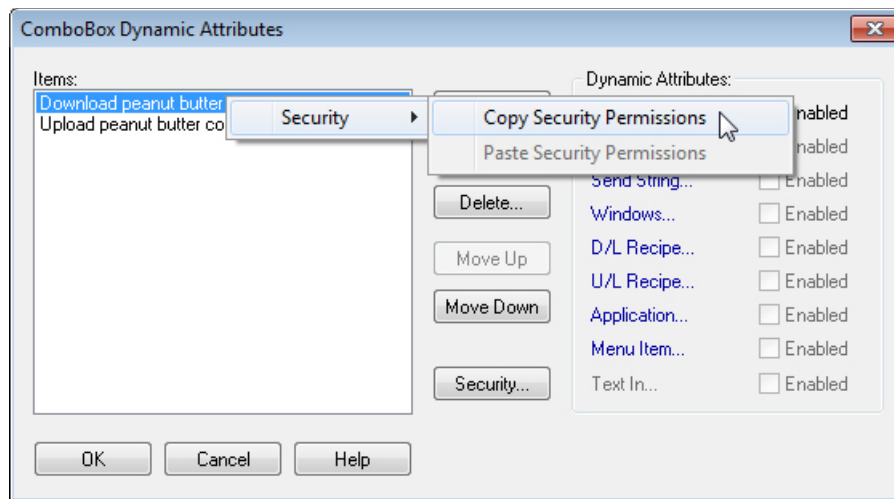 ComboBox Dynamic Attributes
Items:
Download peanut butter
Upload peanut butter co
Security
Copy Security Permissions
Paste Security Permissions
Delete...
Move Up
Move Down
Security...
Dynamic Attributes:
nabled
nabled
Send String... Enabled
Windows... Enabled
D/L Recipe... Enabled
U/L Recipe... Enabled
Application... Enabled
Menu Item... Enabled
Text In... Enabled
OK Cancel Help